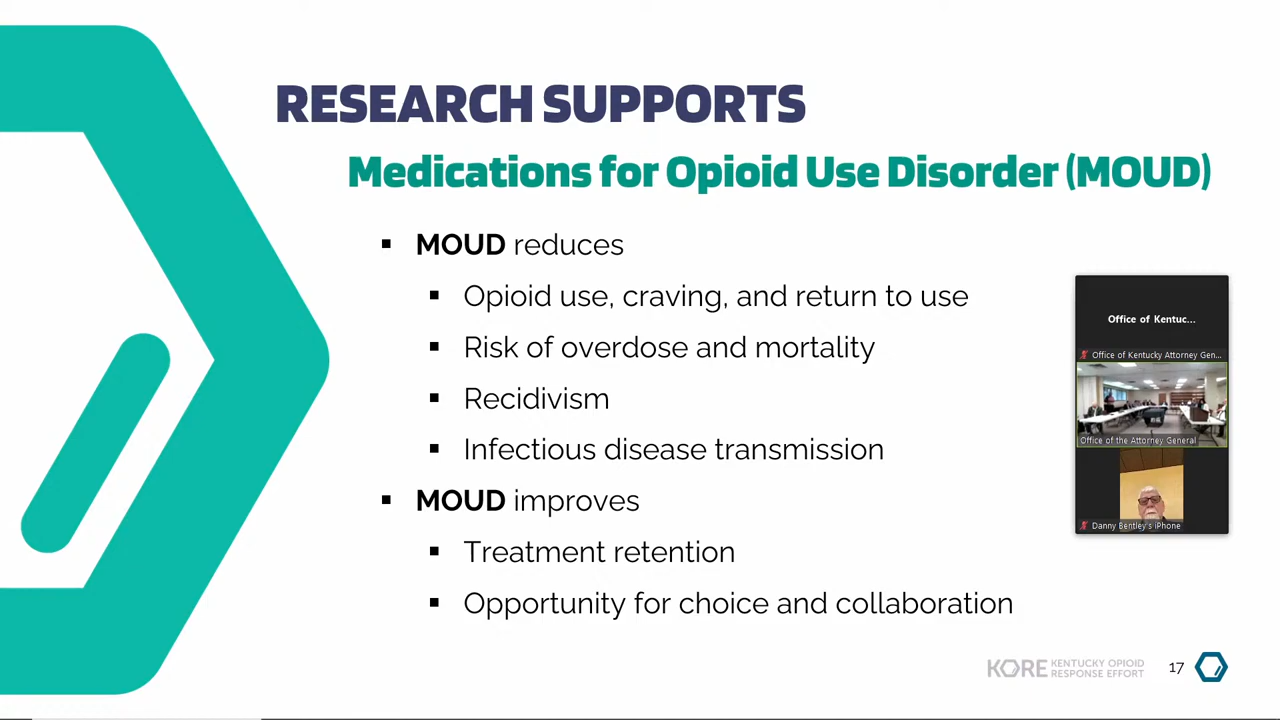 RESEARCH SUPPORTS
Medications for Opioid Use Disorder (MOUD)
▪ MOUD reduces
▪ Opioid use, craving, and return to use
▪ Risk of overdose and mortality
▪ Recidivism
▪ Infectious disease transmission
▪ MOUD improves
▪ Treatment retention
▪ Opportunity for choice and collaboration
Office of Kentuc...
Office of Kentucky Attorney Gen...
Office of the Attorney General
Danny Bentley's iPhone
KORE KENTUCKY OPIOID
RESPONSE EFFORT
17